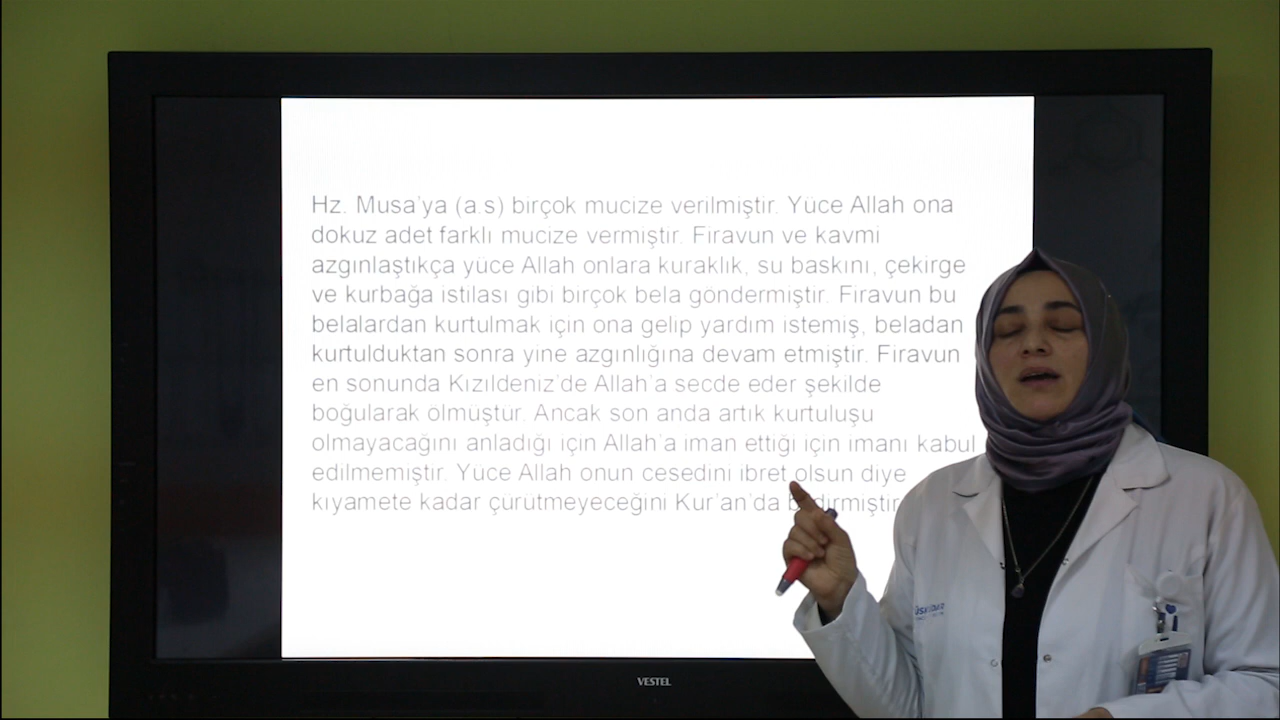 Hz. Musa'ya (a.s) birçok mucize verilmiştir. Yüce Allah ona
dokuz adet farklı mucize vermiştir. Firavun ve kavmi
azgınlaştıkça yüce Allah onlara kuraklık, su baskını, çekirge
ve kurbağa istilası gibi birçok bela göndermiştir. Firavun bu
belalardan kurtulmak için ona gelip yardım istemiş, beladan
kurtulduktan sonra yine azgınlığına devam etmiştir. Firavun
en sonunda Kızıldeniz'de Allah'a secde eder şekilde
boğularak ölmüştür. Ancak son anda artık kurtuluşu
olmayacağını anladığı için Allah'a iman ettiği için imanı kabul
edilmemiştir. Yüce Allah onun cesedini ibret olsun diye
kıyamete kadar çürütmeyeceğini Kur'an'da
VESTEL